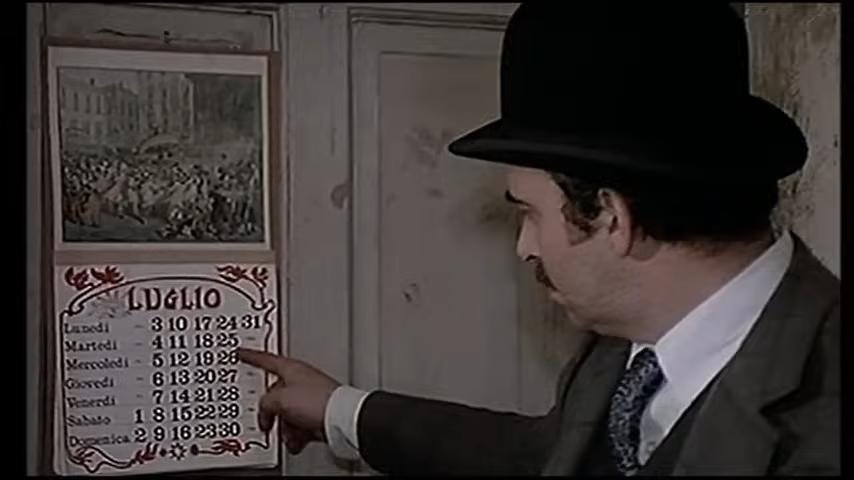 LUGLIO
Lunedì - 3 10 17 24 31
Martedì - 4 11 18 25 -
Mercoledì - 5 12 19 26
Giovedì - 6 13 20 27 -
Venerdì - 7 14 21 28 -
Sabato 1 8 15 22 29 -
Domenica 2 9 16 23 30 -